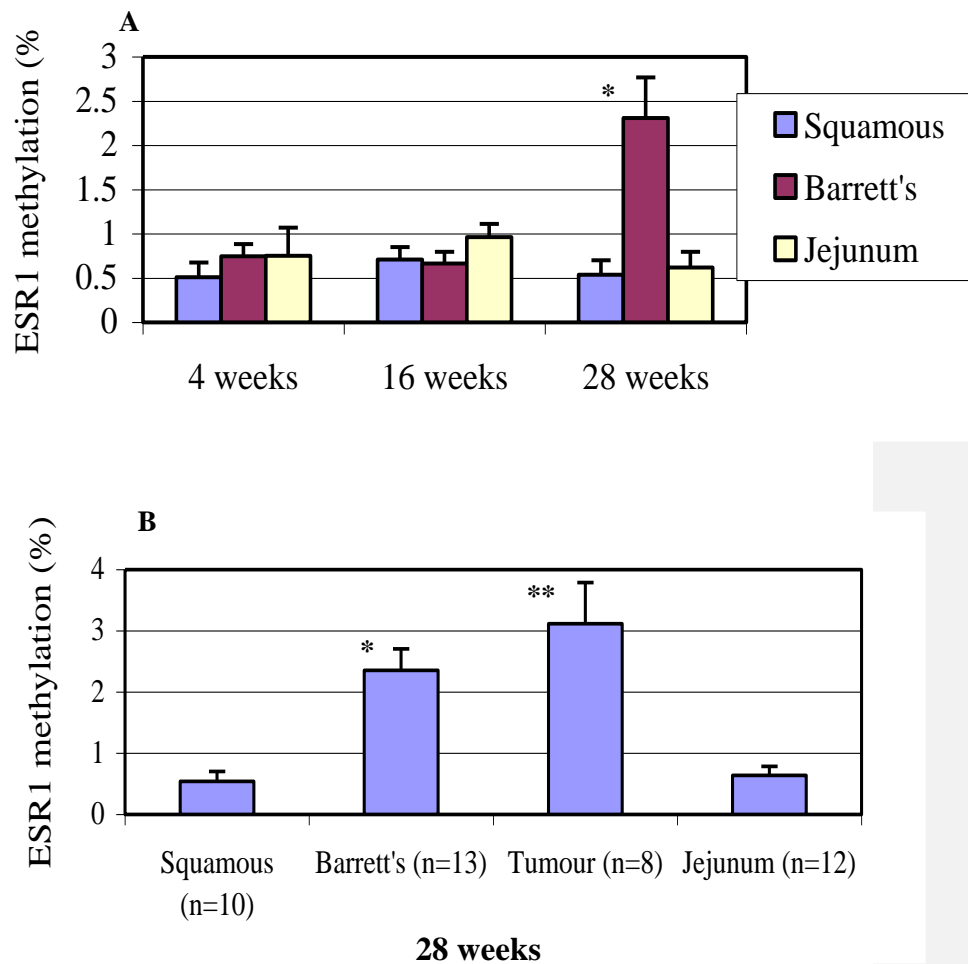 A
ESR1 methylation (%
3
2.5
2
1.5
1
0.5
0
*
4 weeks 16 weeks 28 weeks
Squamous
Barrett's
Jejunum
B
ESR1 methylation (%)
4
3
2
1
0
*
**
Squamous Barrett's (n=13) Tumour (n=8) Jejunum (n=12)
(n=10)
28 weeks